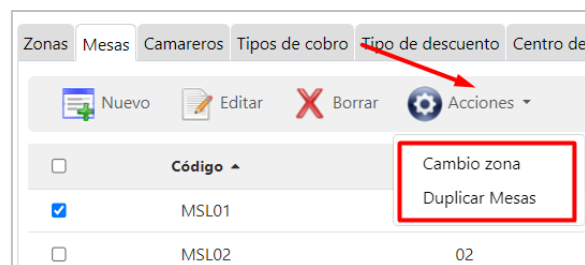 Zonas Mesas Camareros Tipos de cobro Tipo de descuento Centro de
Nuevo Editar Borrar Acciones
Código
Cambio zona
Duplicar Mesas
MSL01
MSL02 02